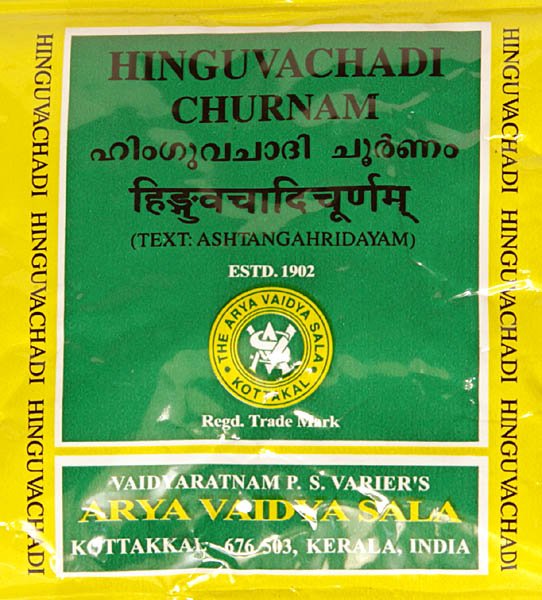 HINGUVACHADI
CHURNAM
ഹിംഗുവചാദി ചൂർണം
हिङ्गुवचादिचूर्णम्
(TEXT: ASHTANGAHRIDAYAM)
ESTD. 1902
THE ARYA VAIDYA SALA
KOTTAKAL
Regd. Trade Mark
VAIDYARATNAM P. S. VARIER'S
ARYA VAIDYA SALA
KOTTAKKAL - 676 503, KERALA, INDIA
HINGUVACHADI HINGUVACHADI HINGUVACHADI
HINGUVACHADI HINGUVACHADI HINGUVACHADI